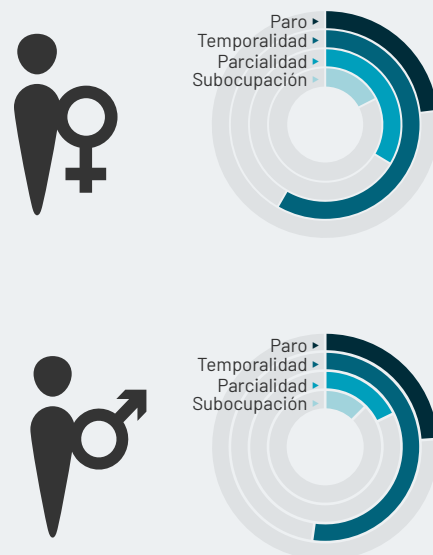 Paro
Temporalidad
Parcialidad
Subocupación
Paro
Temporalidad
Parcialidad
Subocupación